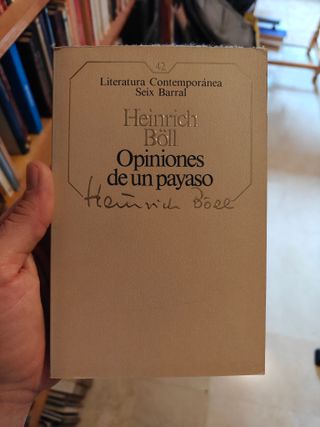 42
Literatura Contemporánea
Seix Barral
Heinrich
Böll
Opiniones
de un payaso
Heinrich Böll